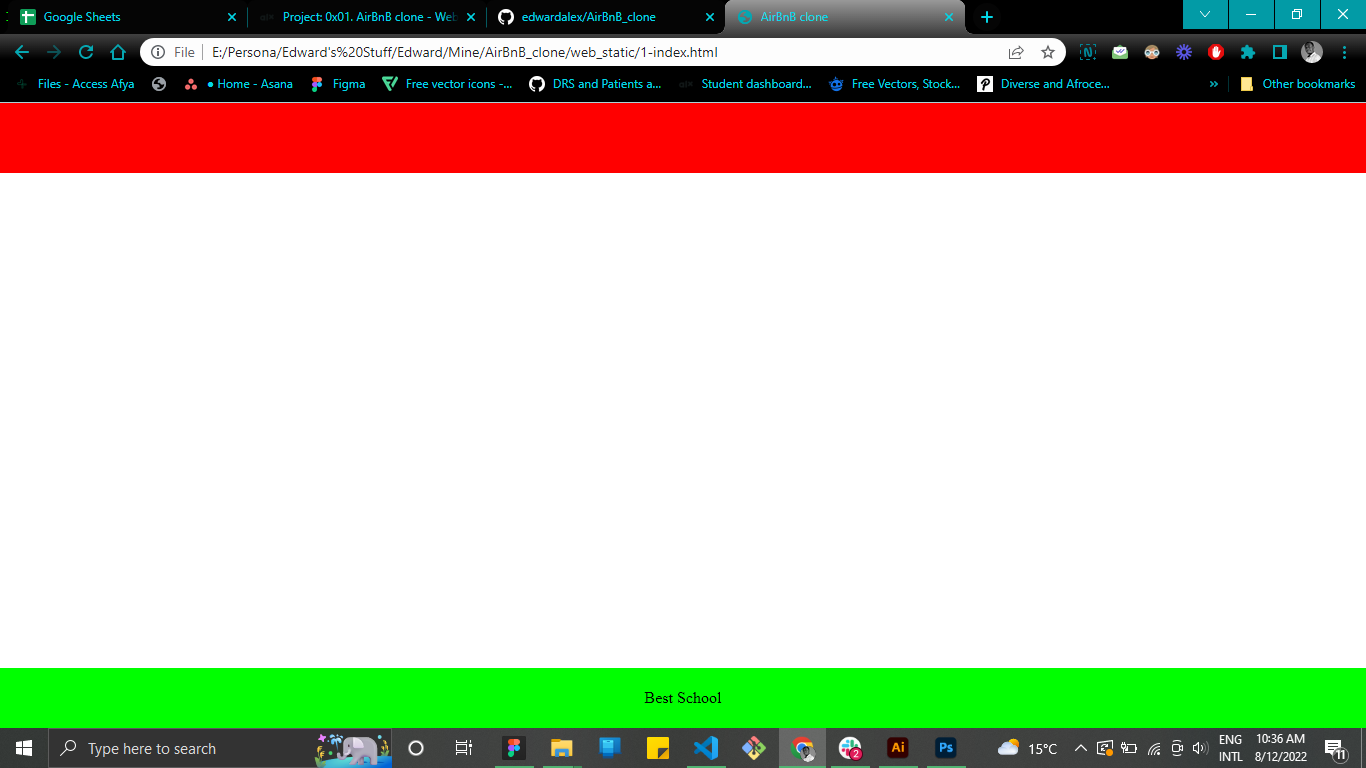 Google Sheets
Project: 0x01. AirBnB clone - Web
edwardalex/AirBnB_clone
AirBnB clone
File
E:/Persona/Edward's%20Stuff/Edward/Mine/AirBnB_clone/web_static/1-index.html
Files - Access Afya
● Home - Asana
Figma
Free vector icons -...
DRS and Patients a...
Student dashboard...
Free Vectors, Stock...
Diverse and Afroce...
»
Other bookmarks
Best School
Type here to search
2
Ai
Ps
15°C
ENG
INTL
10:36 AM
8/12/2022
11